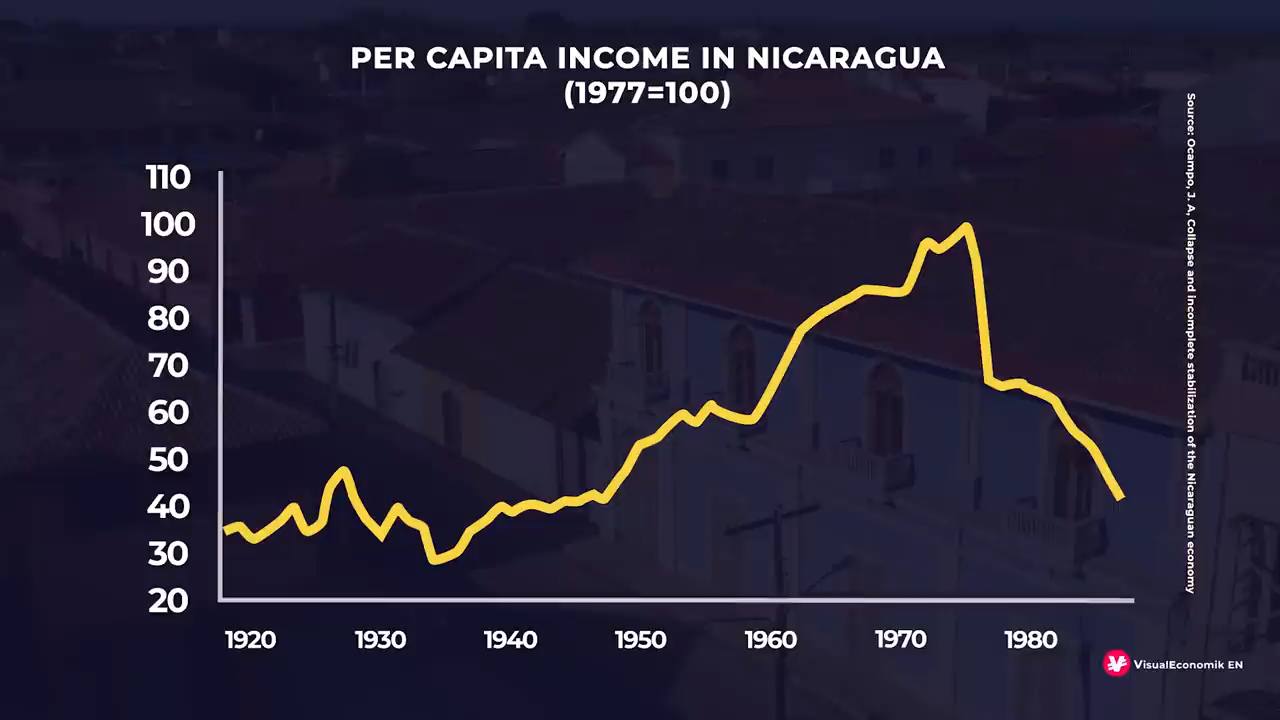 PER CAPITA INCOME IN NICARAGUA
(1977=100)
110
100
90
80
70
60
50
40
30
20
1920 1930 1940 1950 1960 1970 1980
Source: Ocampo, J. A, Collapse and incomplete stabilization of the Nicaraguan economy
VisualEconomik EN